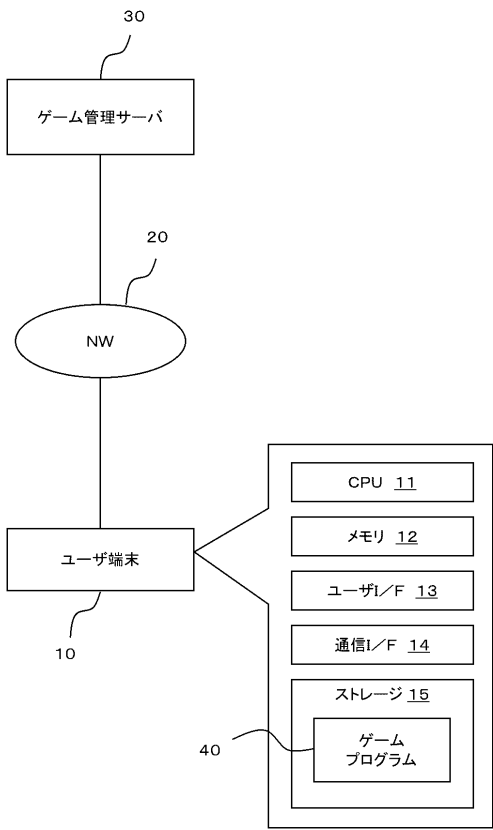 30
ゲーム管理サーバ
20
NW
ユーザ端末
10
CPU 11
メモリ 12
ユーザI／F 13
通信I／F 14
ストレージ 15
40
ゲーム
プログラム